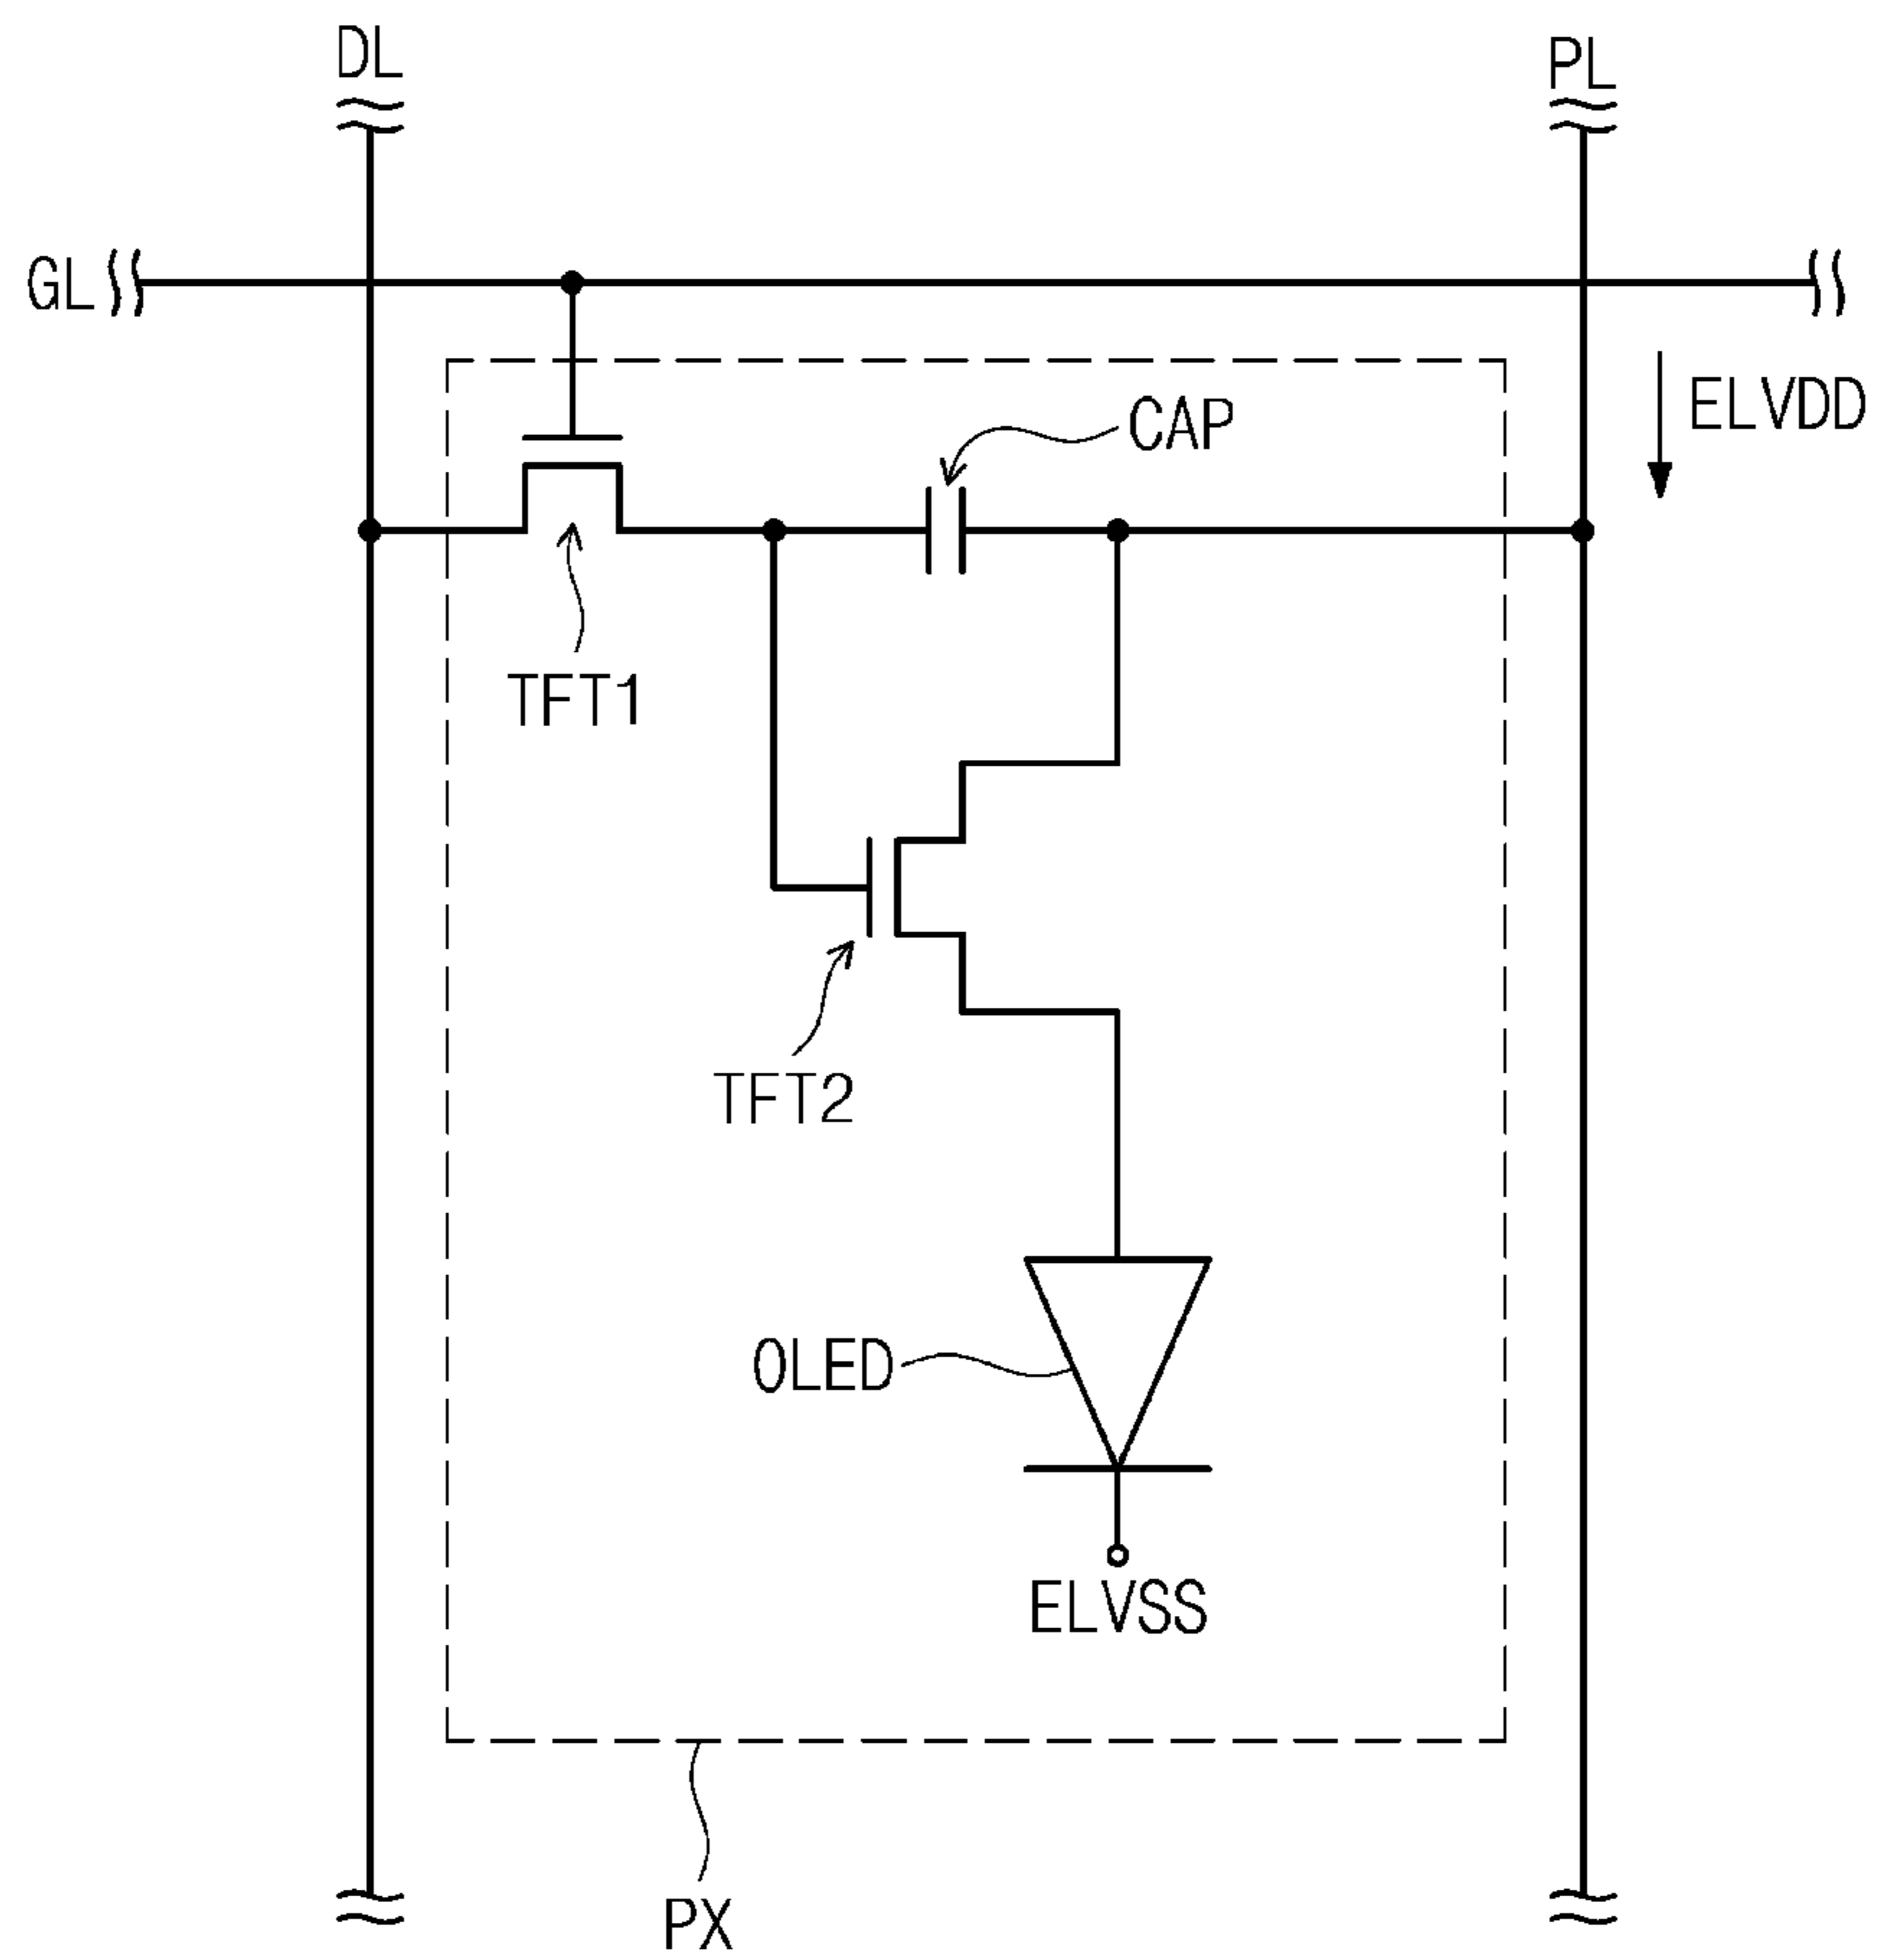 DL
PL
GL
ELVDD
CAP
TFT1
TFT2
OLED
ELVSS
PX